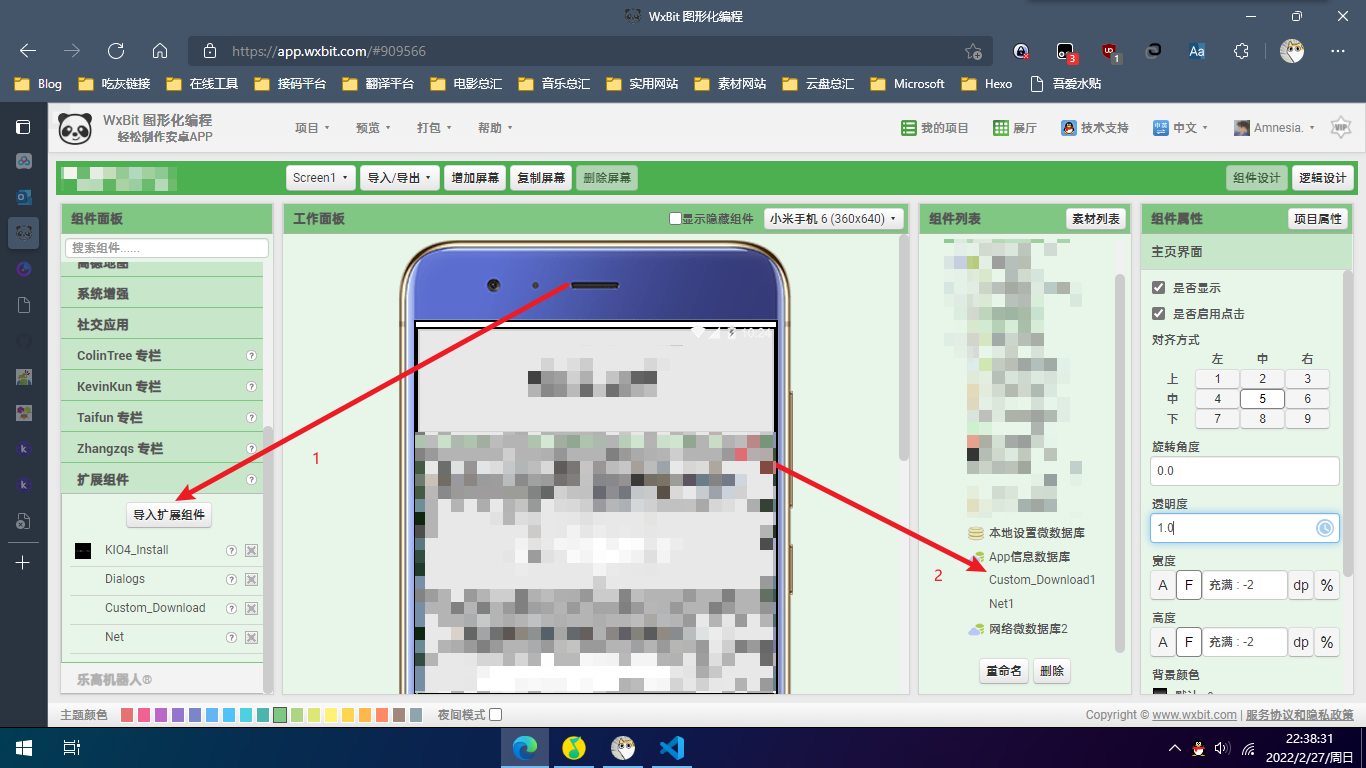 WxBit 图形化编程
https://app.wxbit.com/#909566
3
1
Aa
Blog
吃灰链接
在线工具
接码平台
翻译平台
电影总汇
音乐总汇
实用网站
素材网站
云盘总汇
Microsoft
Hexo
吾爱水贴
WxBit 图形化编程
轻松制作安卓APP
项目
预览
打包
帮助
我的项目
展厅
技术支持
中文
Amnesia.
VIP
Screen1
导入/导出
增加屏幕
复制屏幕
删除屏幕
组件设计
逻辑设计
组件面板
搜索组件......
高德地图
系统增强
社交应用
ColinTree 专栏 ?
KevinKun 专栏 ?
Taifun 专栏 ?
Zhangzqs 专栏 ?
扩展组件 ?
导入扩展组件
KIO4_Install ?
Dialogs ?
Custom_Download ?
Net ?
乐高机器人®
工作面板
显示隐藏组件
小米手机 6 (360x640)
1
2
组件列表
素材列表
本地设置微数据库
App信息数据库
Custom_Download1
Net1
网络微数据库2
重命名
删除
组件属性
项目属性
主页界面
是否显示
是否启用点击
对齐方式
左 中 右
上 1 2 3
中 4 5 6
下 7 8 9
旋转角度
0.0
透明度
1.0
宽度
A F 充满 : -2 dp %
高度
A F 充满 : -2 dp %
背景颜色
主题颜色
夜间模式
Copyright © www.wxbit.com | 服务协议和隐私政策
22:38:31
2022/2/27/周日